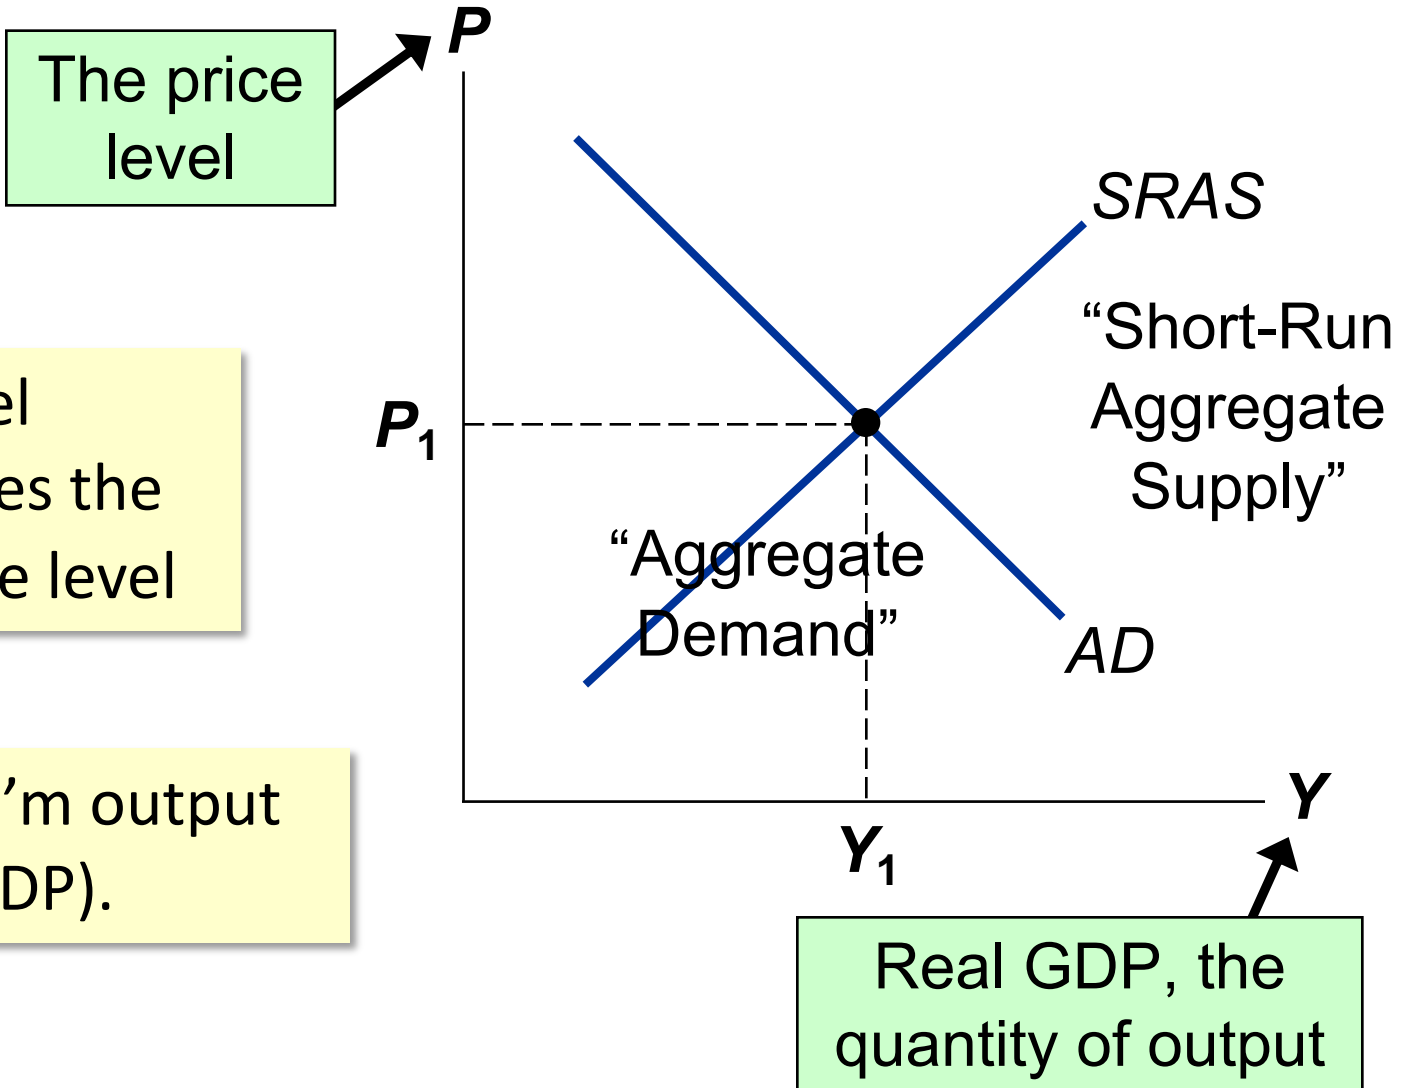 P
The price
level
SRAS
“Short-Run
Aggregate
Supply”
el
es the
e level
P1
“Aggregate
Demand”
AD
’m output
DP).
Y
Y1
Real GDP, the
quantity of output